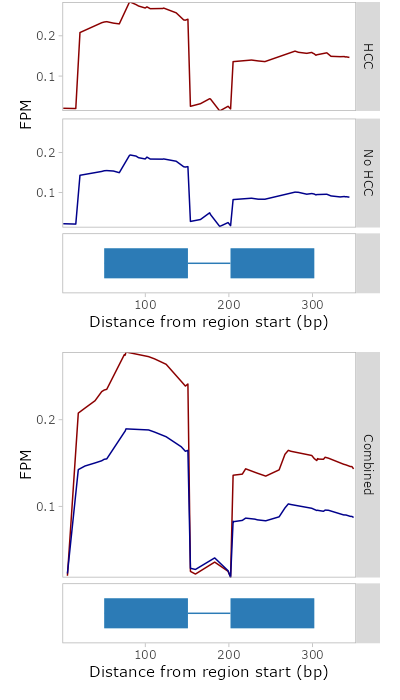 0.2
HCC
0.1
FPM
0.2
No HCC
0.1
100
200
300
Distance from region start (bp)
0.2
Combined
FPM
0.1
100
200
300
Distance from region start (bp)